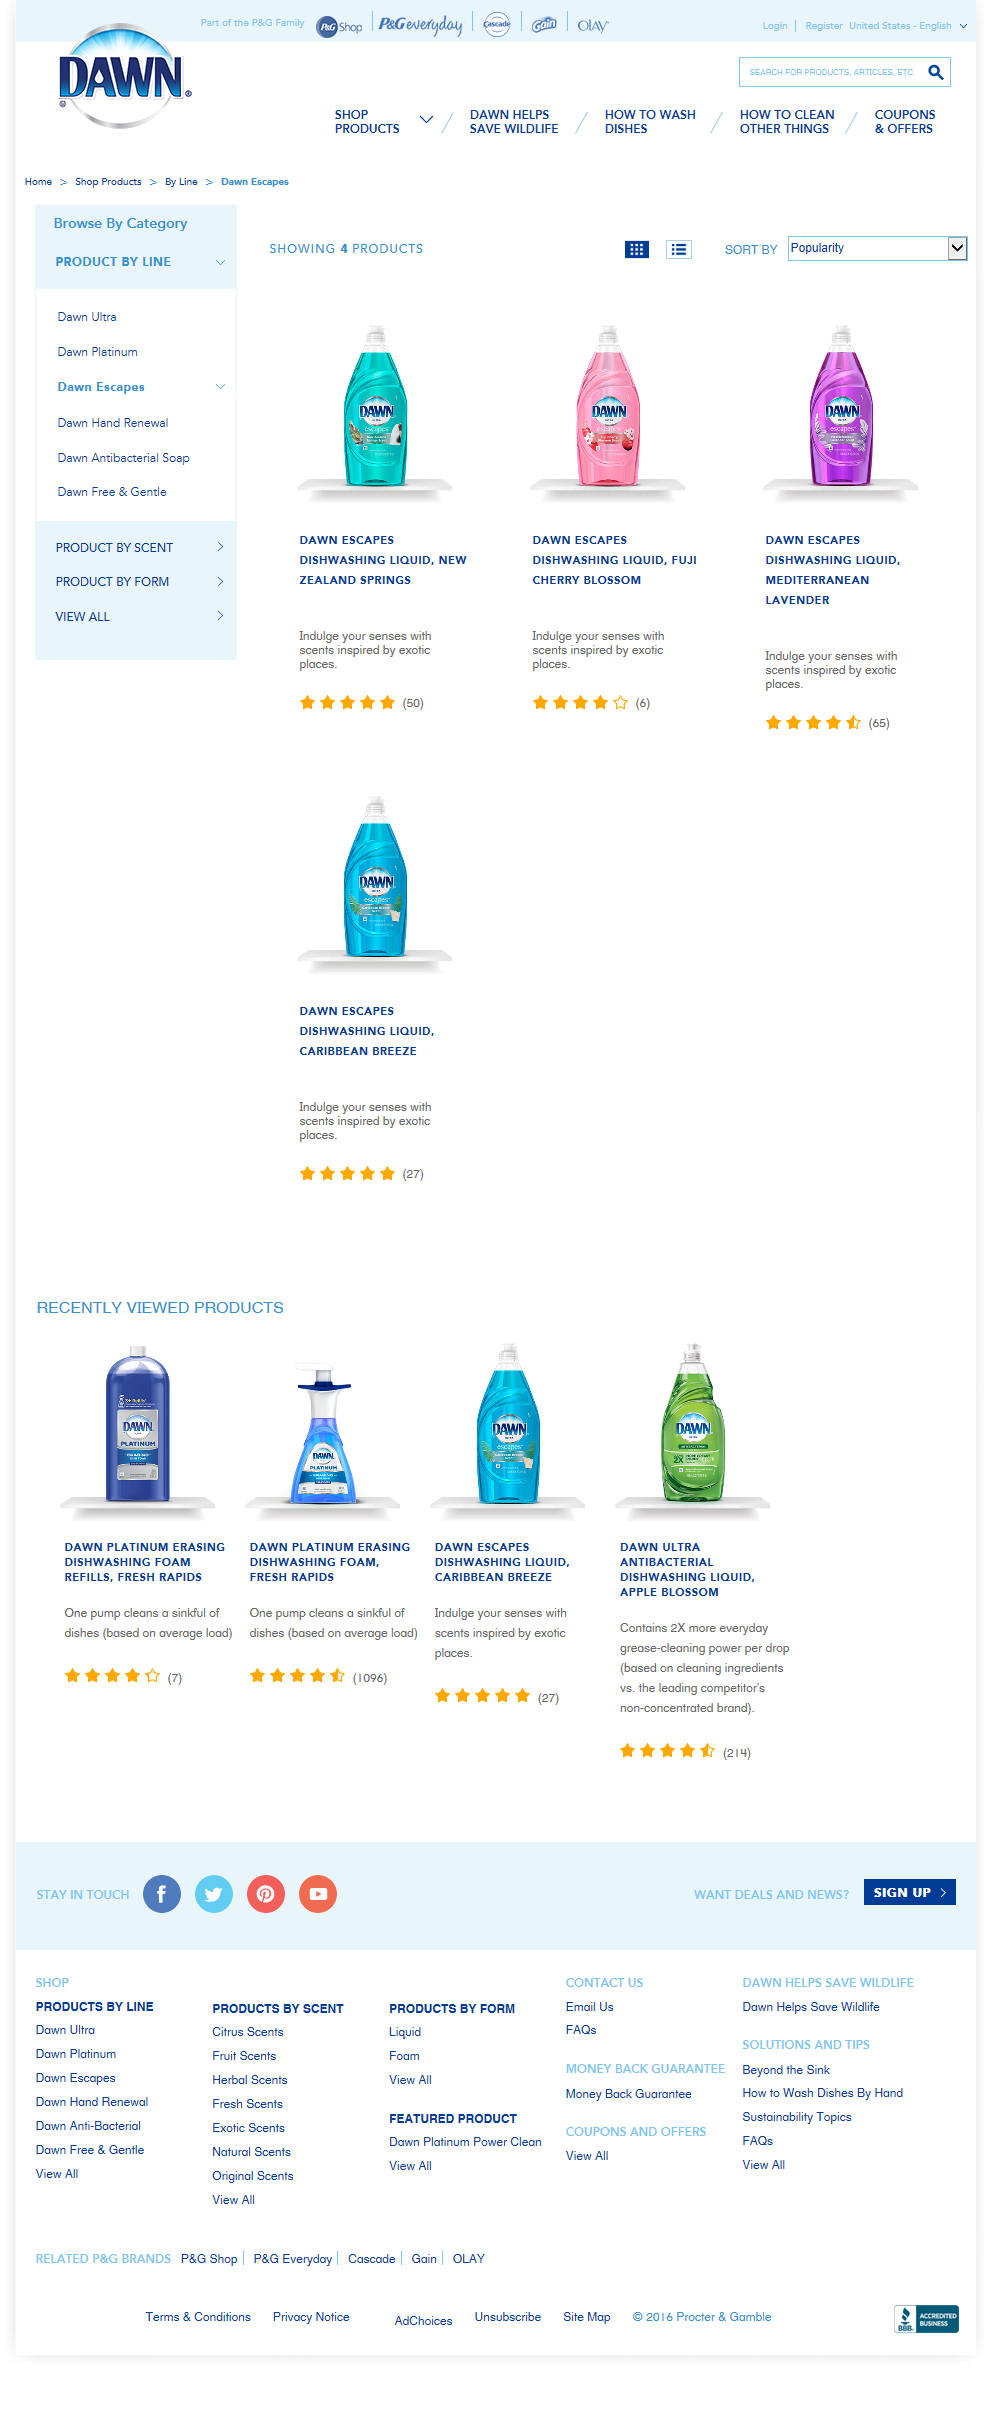 Part of the P&G Family
P&G Shop
P&G everyday
Cascade
Gain
OLAY
Login
Register
United States - English
DAWN
SEARCH FOR PRODUCTS, ARTICLES, ETC
SHOP
PRODUCTS
DAWN HELPS
SAVE WILDLIFE
HOW TO WASH
DISHES
HOW TO CLEAN
OTHER THINGS
COUPONS
& OFFERS
Home > Shop Products > By Line > Dawn Escapes
Browse By Category
PRODUCT BY LINE
Dawn Ultra
Dawn Platinum
Dawn Escapes
Dawn Hand Renewal
Dawn Antibacterial Soap
Dawn Free & Gentle
PRODUCT BY SCENT
PRODUCT BY FORM
VIEW ALL
SHOWING 4 PRODUCTS
SORT BY
Popularity
DAWN
escapes
DAWN
escapes
DAWN
escapes
DAWN ESCAPES
DISHWASHING LIQUID, NEW
ZEALAND SPRINGS
Indulge your senses with
scents inspired by exotic
places.
(50)
DAWN ESCAPES
DISHWASHING LIQUID, FUJI
CHERRY BLOSSOM
Indulge your senses with
scents inspired by exotic
places.
(6)
DAWN ESCAPES
DISHWASHING LIQUID,
MEDITERRANEAN
LAVENDER
Indulge your senses with
scents inspired by exotic
places.
(65)
DAWN
escapes
DAWN ESCAPES
DISHWASHING LIQUID,
CARIBBEAN BREEZE
Indulge your senses with
scents inspired by exotic
places.
(27)
RECENTLY VIEWED PRODUCTS
DAWN
PLATINUM
DAWN
PLATINUM
DAWN
escapes
DAWN
2X
DAWN PLATINUM ERASING
DISHWASHING FOAM
REFILLS, FRESH RAPIDS
One pump cleans a sinkful of
dishes (based on average load)
(7)
DAWN PLATINUM ERASING
DISHWASHING FOAM,
FRESH RAPIDS
One pump cleans a sinkful of
dishes (based on average load)
(1096)
DAWN ESCAPES
DISHWASHING LIQUID,
CARIBBEAN BREEZE
Indulge your senses with
scents inspired by exotic
places.
(27)
DAWN ULTRA
ANTIBACTERIAL
DISHWASHING LIQUID,
APPLE BLOSSOM
Contains 2X more everyday
grease-cleaning power per drop
(based on cleaning ingredients
vs. the leading competitor's
non-concentrated brand).
(214)
STAY IN TOUCH
WANT DEALS AND NEWS?
SIGN UP >
SHOP
PRODUCTS BY LINE
Dawn Ultra
Dawn Platinum
Dawn Escapes
Dawn Hand Renewal
Dawn Anti-Bacterial
Dawn Free & Gentle
View All
PRODUCTS BY SCENT
Citrus Scents
Fruit Scents
Herbal Scents
Fresh Scents
Exotic Scents
Natural Scents
Original Scents
View All
PRODUCTS BY FORM
Liquid
Foam
View All
FEATURED PRODUCT
Dawn Platinum Power Clean
View All
CONTACT US
Email Us
FAQs
MONEY BACK GUARANTEE
Money Back Guarantee
COUPONS AND OFFERS
View All
DAWN HELPS SAVE WILDLIFE
Dawn Helps Save Wildlife
SOLUTIONS AND TIPS
Beyond the Sink
How to Wash Dishes By Hand
Sustainability Topics
FAQs
View All
RELATED P&G BRANDS
P&G Shop
P&G Everyday
Cascade
Gain
OLAY
Terms & Conditions
Privacy Notice
AdChoices
Unsubscribe
Site Map
© 2016 Procter & Gamble
BBB
ACCREDITED
BUSINESS